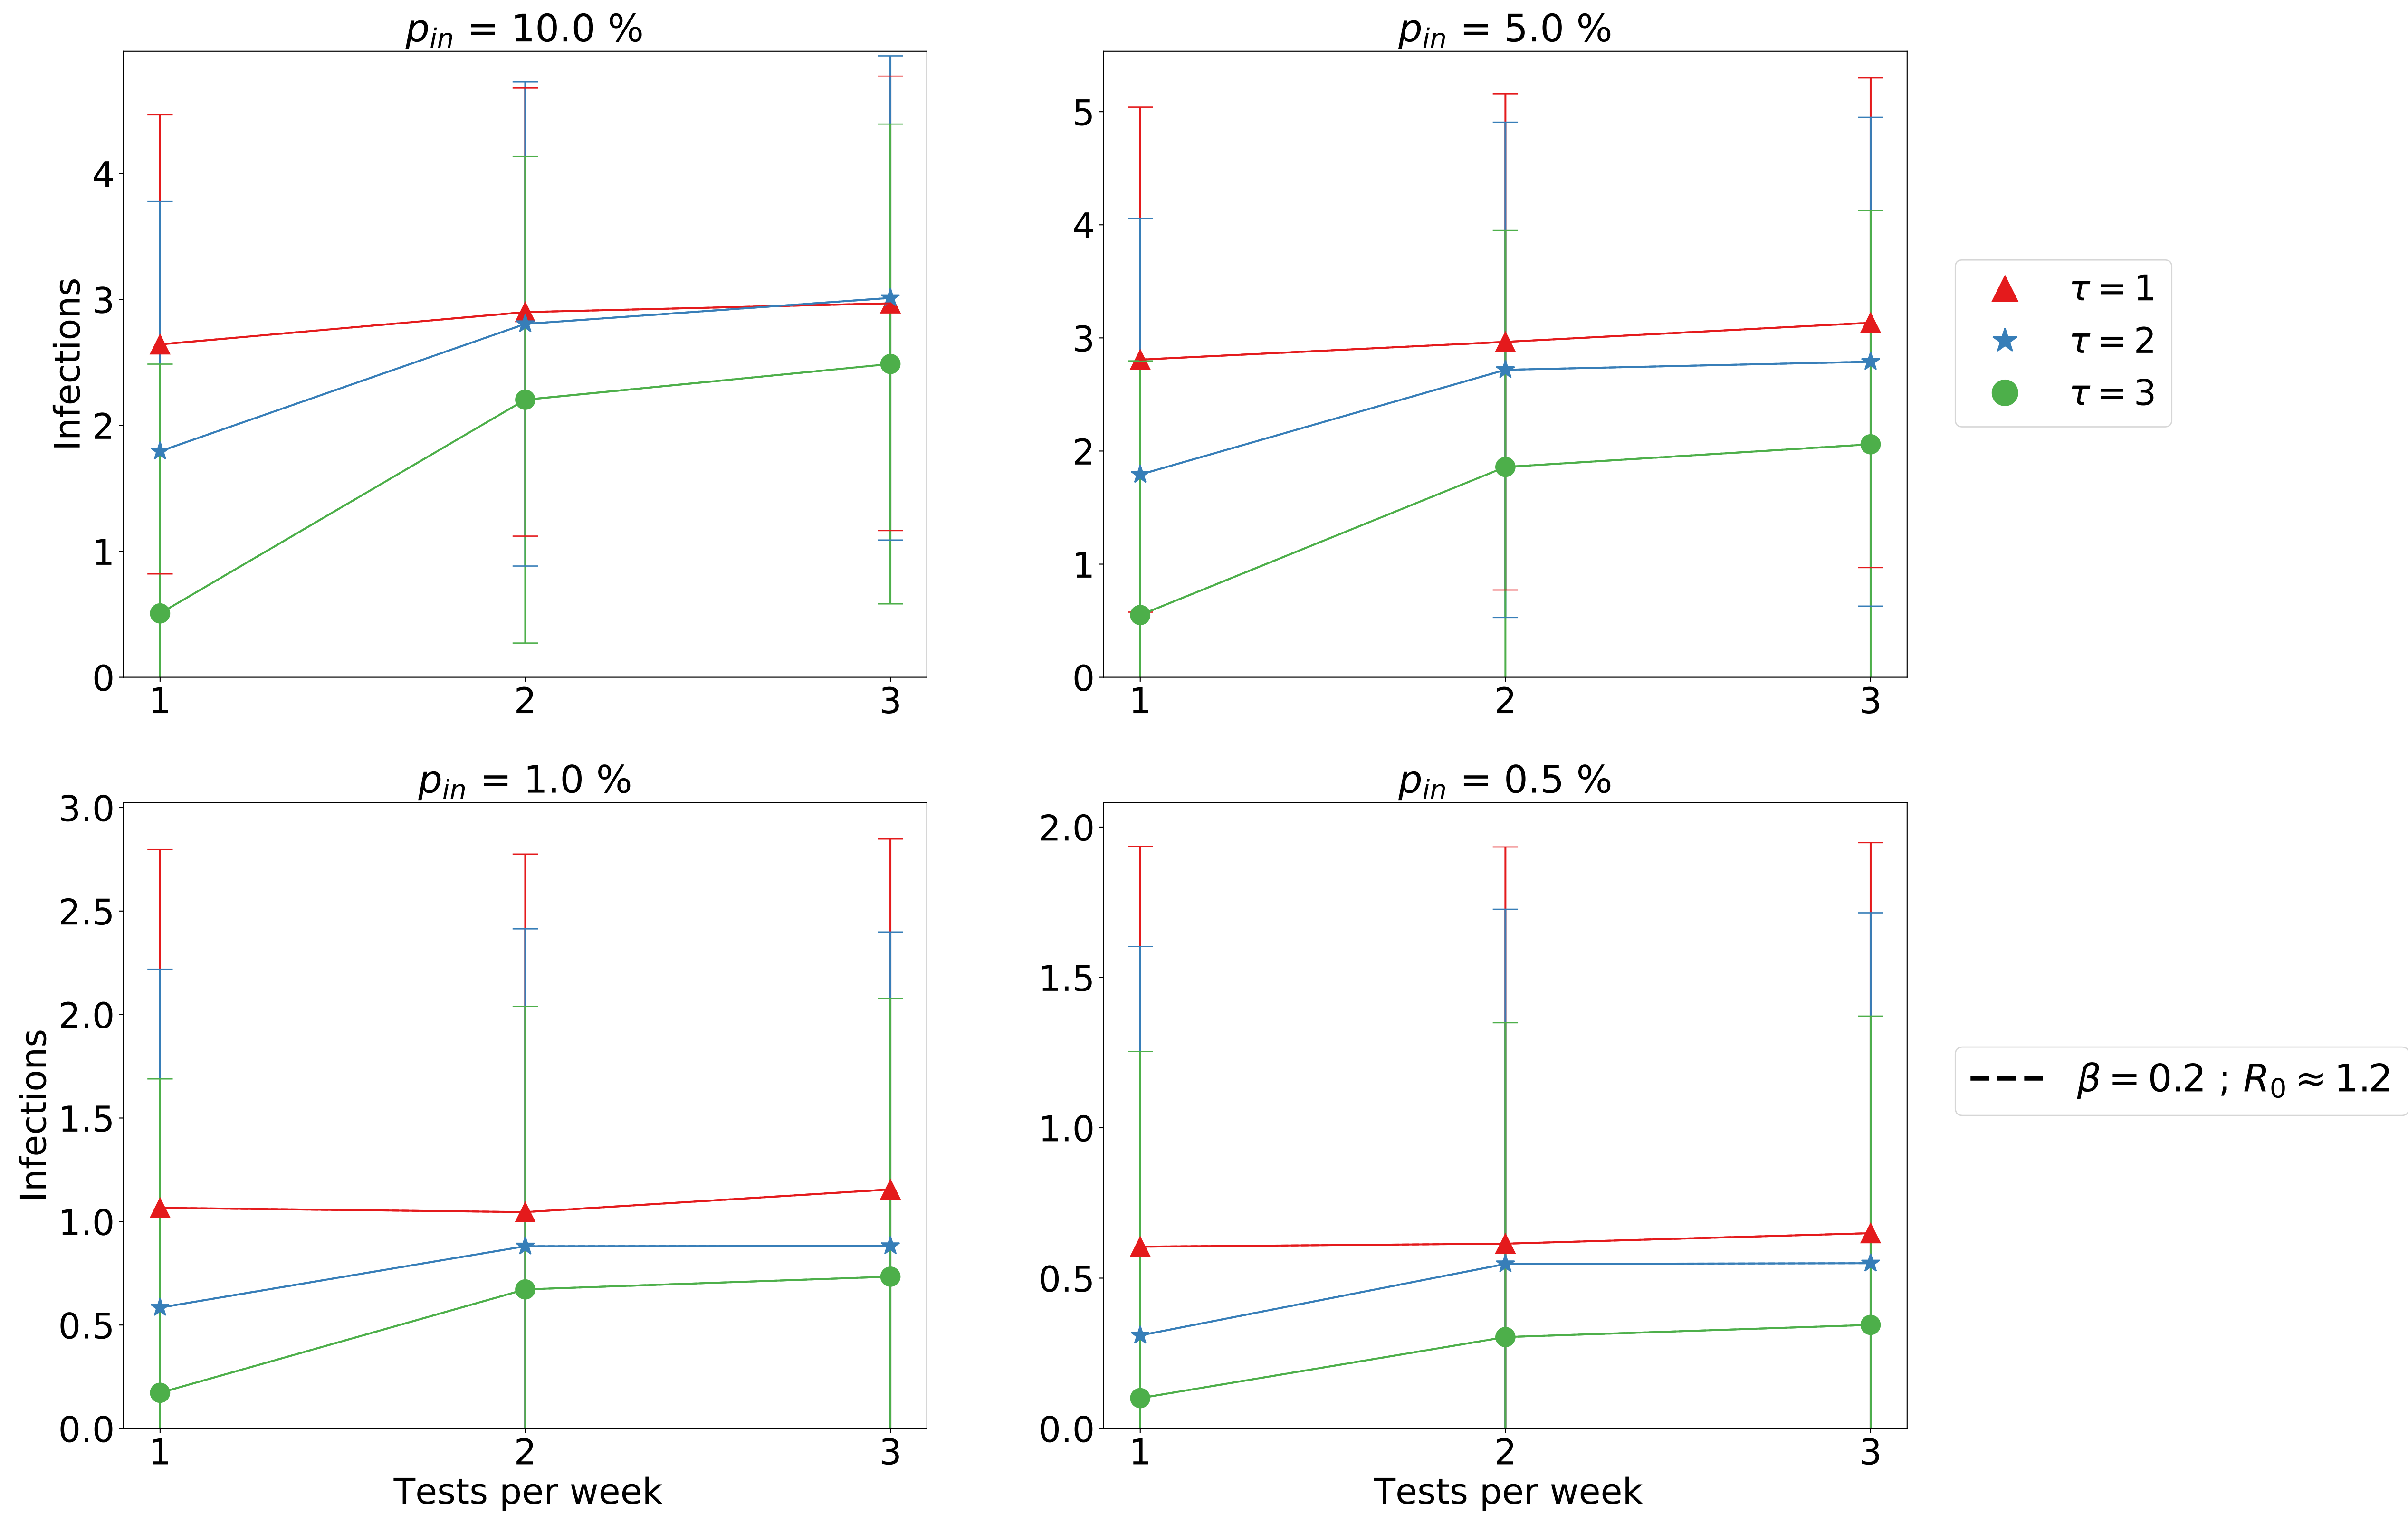 p_in = 10.0 %
Infections
4
3
2
1
0
1 2 3
p_in = 5.0 %
5
4
3
2
1
0
1 2 3
τ = 1
τ = 2
τ = 3
p_in = 1.0 %
Infections
3.0
2.5
2.0
1.5
1.0
0.5
0.0
1 2 3
Tests per week
p_in = 0.5 %
2.0
1.5
1.0
0.5
0.0
1 2 3
Tests per week
β = 0.2 ; R₀ ≈ 1.2